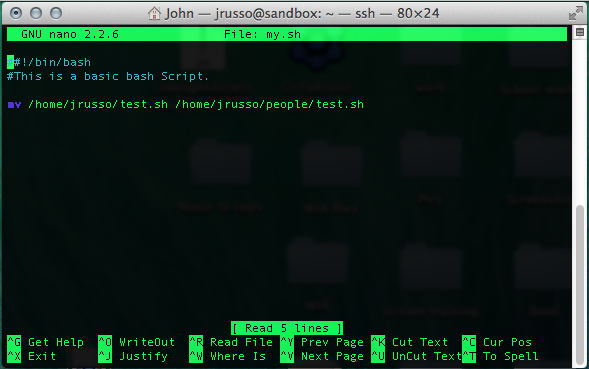 John — jrusso@sandbox: ~ — ssh — 80×24
GNU nano 2.2.6 File: my.sh
##!/bin/bash
#This is a basic bash Script.
mv /home/jrusso/test.sh /home/jrusso/people/test.sh
[ Read 5 lines ]
^G Get Help ^O WriteOut ^R Read File ^Y Prev Page ^K Cut Text ^C Cur Pos
^X Exit ^J Justify ^W Where Is ^V Next Page ^U UnCut Text ^T To Spell